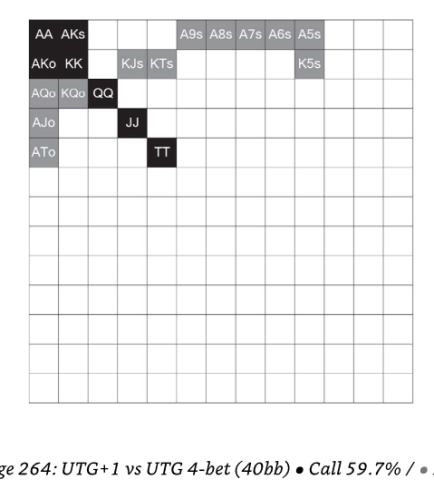 AA AKs A9s A8s A7s A6s A5s
AKo KK KJs KTs K5s
AQo KQo QQ
AJo JJ
ATo TT
ge 264: UTG+1 vs UTG 4-bet (40bb) • Call 59.7% / •